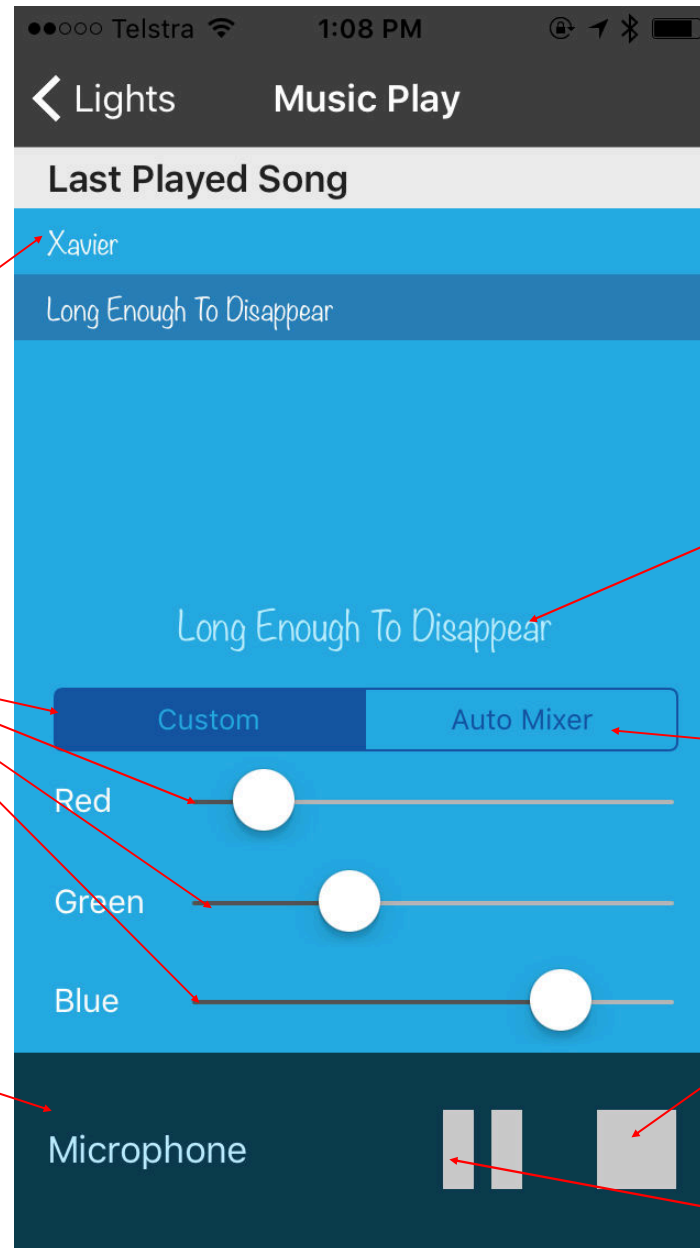 Telstra 1:08 PM
Lights Music Play
Last Played Song
Xavier
Long Enough To Disappear
Long Enough To Disappear
Custom Auto Mixer
Red
Green
Blue
Microphone